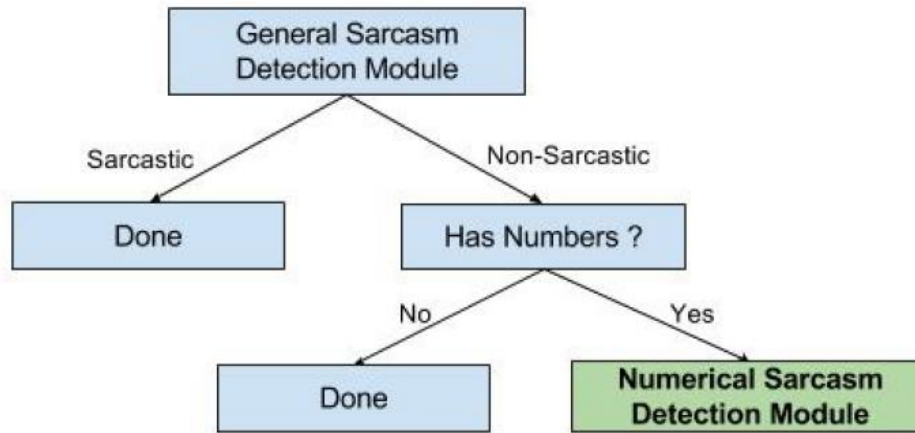 General Sarcasm
Detection Module
Sarcastic
Non-Sarcastic
Done
Has Numbers ?
No
Yes
Done
Numerical Sarcasm
Detection Module